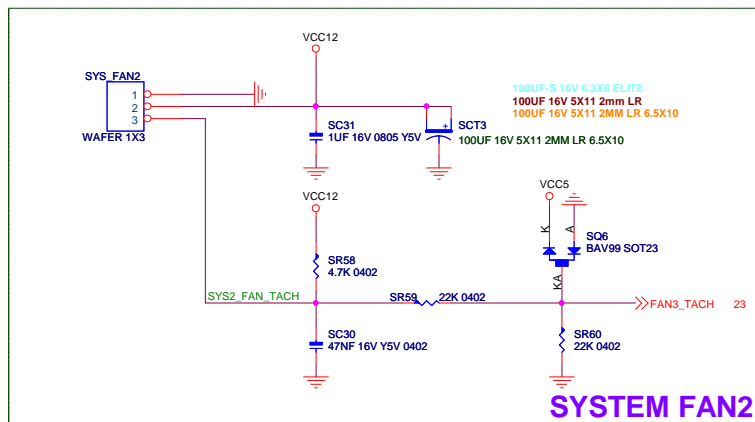 VCC12
SYS_FAN2
1
2
3
WAFER 1X3
100UF-S 16V 6.3X8 ELITE
100UF 16V 5X11 2mm LR
100UF 16V 5X11 2MM LR 6.5X10
SC31
1UF 16V 0805 Y5V
+
SCT3
100UF 16V 5X11 2MM LR 6.5X10
VCC12
VCC5
K
A
SQ6
BAV99 SOT23
KA
SR58
4.7K 0402
SYS2_FAN_TACH
SR59
22K 0402
FAN3_TACH 23
SC30
47NF 16V Y5V 0402
SR60
22K 0402
SYSTEM FAN2